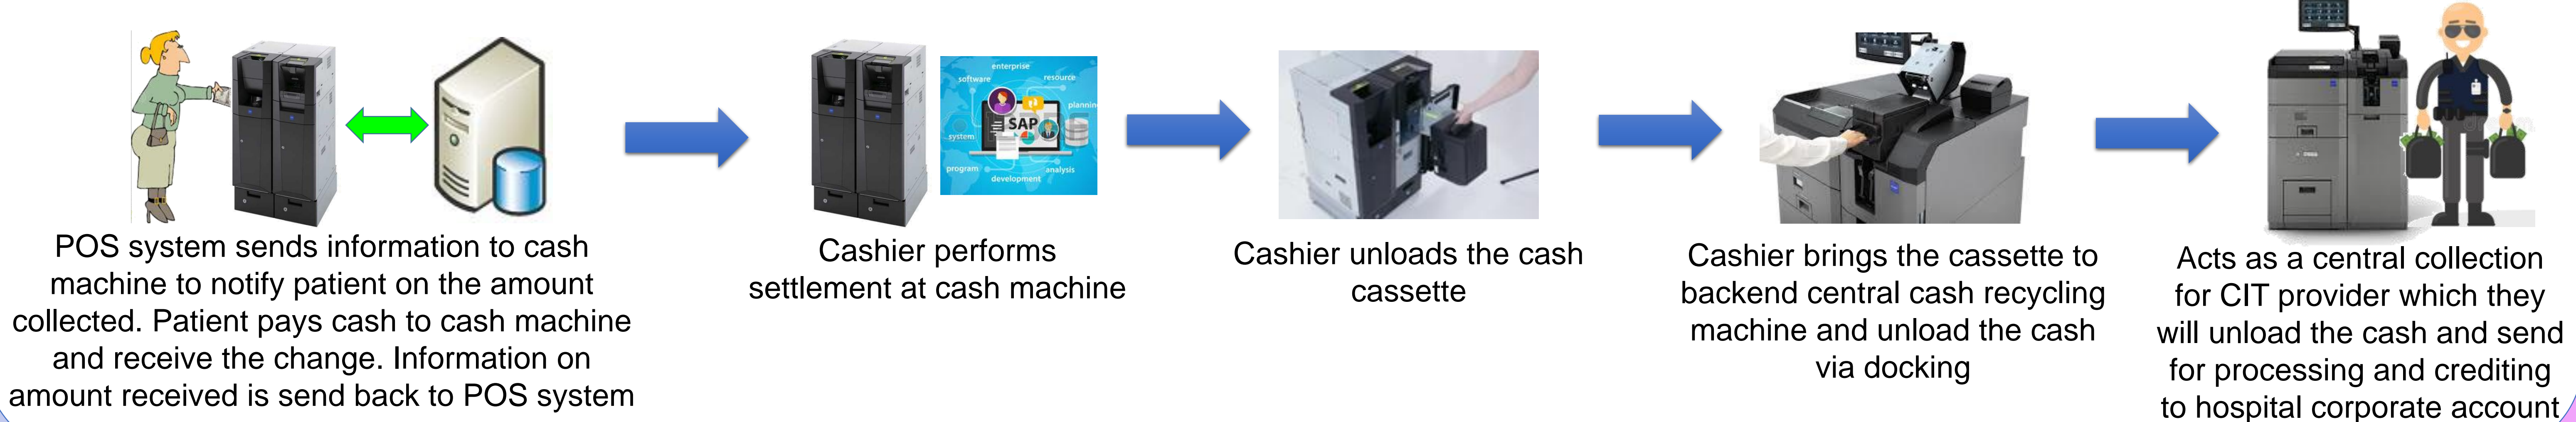 POS system sends information to cash
machine to notify patient on the amount
collected. Patient pays cash to cash machine
and receive the change. Information on
amount received is send back to POS system
enterprise
software
resource
planning
SAP
system
program
analysis
development
Cashier performs
settlement at cash machine
Cashier unloads the cash
cassette
Cashier brings the cassette to
backend central cash recycling
machine and unload the cash
via docking
Acts as a central collection
for CIT provider which they
will unload the cash and send
for processing and crediting
to hospital corporate account